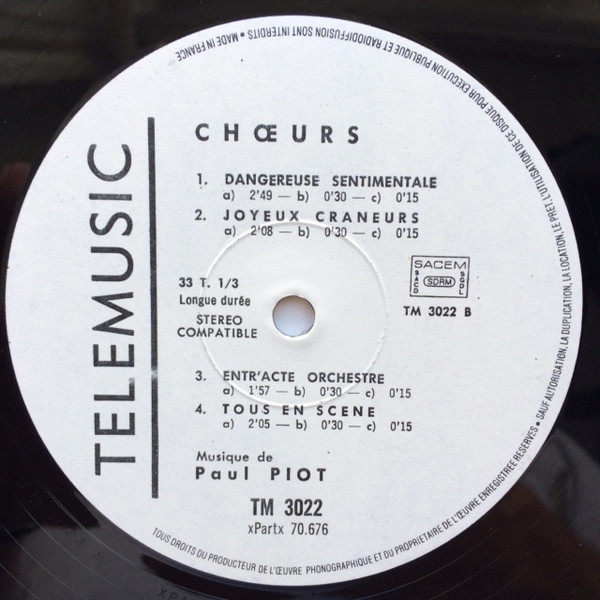 TELEMUSIC
CHŒURS
1. DANGEREUSE SENTIMENTALE
a) 2'49 — b) 0'30 — c) 0'15
2. JOYEUX CRANEURS
a) 2'08 — b) 0'30 — c) 0'15
33 T. 1/3
Longue durée
STEREO
COMPATIBLE
SACEM
SACD
SDRM
SGDL
TM 3022 B
3. ENTR'ACTE ORCHESTRE
a) 1'57 — b) 0'30 — c) 0'15
4. TOUS EN SCENE
a) 2'05 — b) 0'30 — c) 0'15
Musique de
Paul PIOT
TM 3022
xPartx 70.676
TOUS DROITS DU PRODUCTEUR DE L'ŒUVRE PHONOGRAPHIQUE ET DU PROPRIETAIRE DE L'ŒUVRE ENREGISTREE RESERVES • SAUF AUTORISATION, LA DUPLICATION, LA LOCATION, LE PRET, L'UTILISATION DE CE DISQUE POUR EXECUTION PUBLIQUE ET RADIODIFFUSION SONT INTERDITS • MADE IN FRANCE